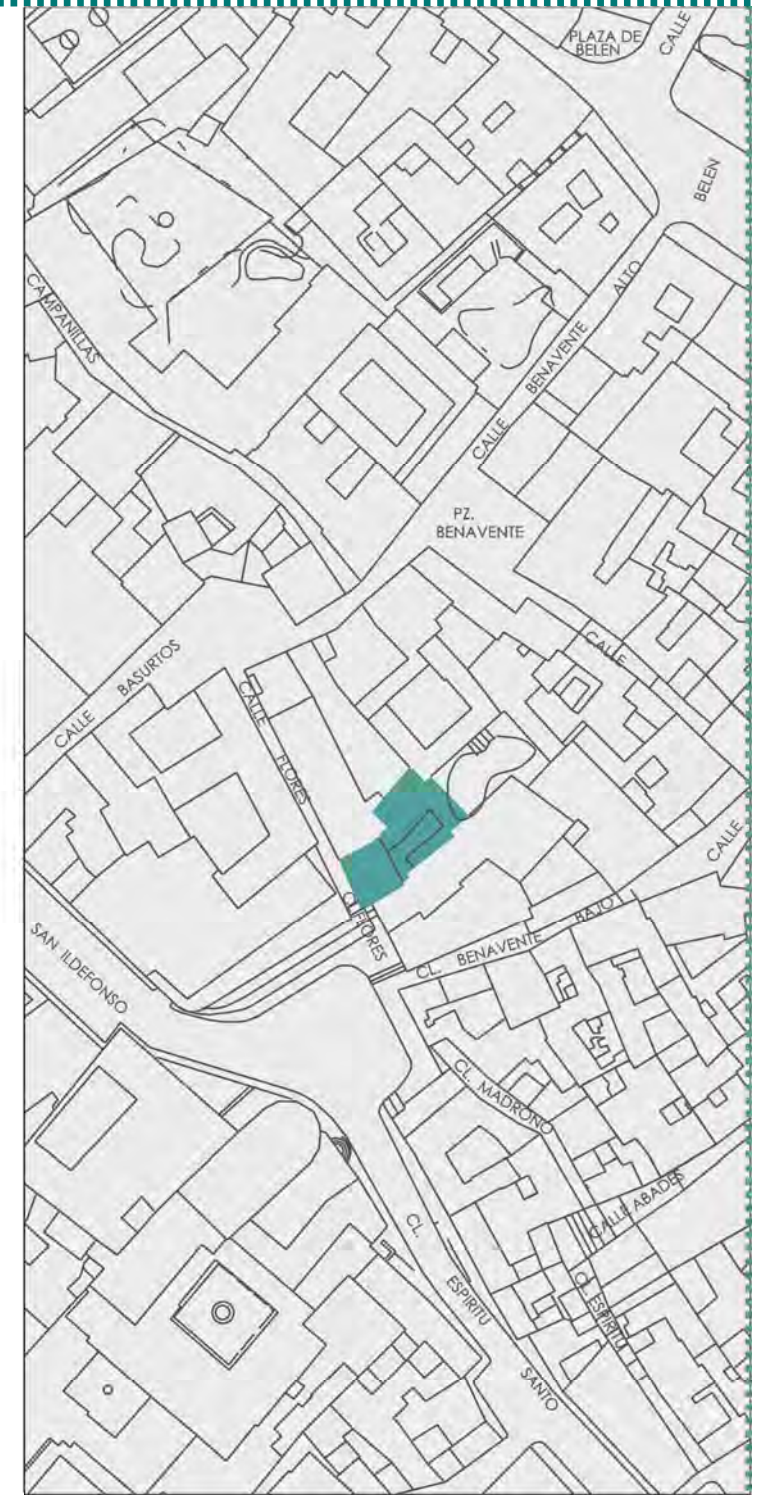 PLAZA DE
BELEN
CALLE
BELEN
CAMPANILLAS
CALLE BENAVENTE ALTO
PZ.
BENAVENTE
CALLE BASURTOS
CALLE
CALLE FLORES
CALLE
CL. FLORES
SAN ILDEFONSO
CL. BENAVENTE BAJO
CL. MADRONO
CALLE ABADES
CL. ESPIRITU
CL. ESPIRITU SANTO